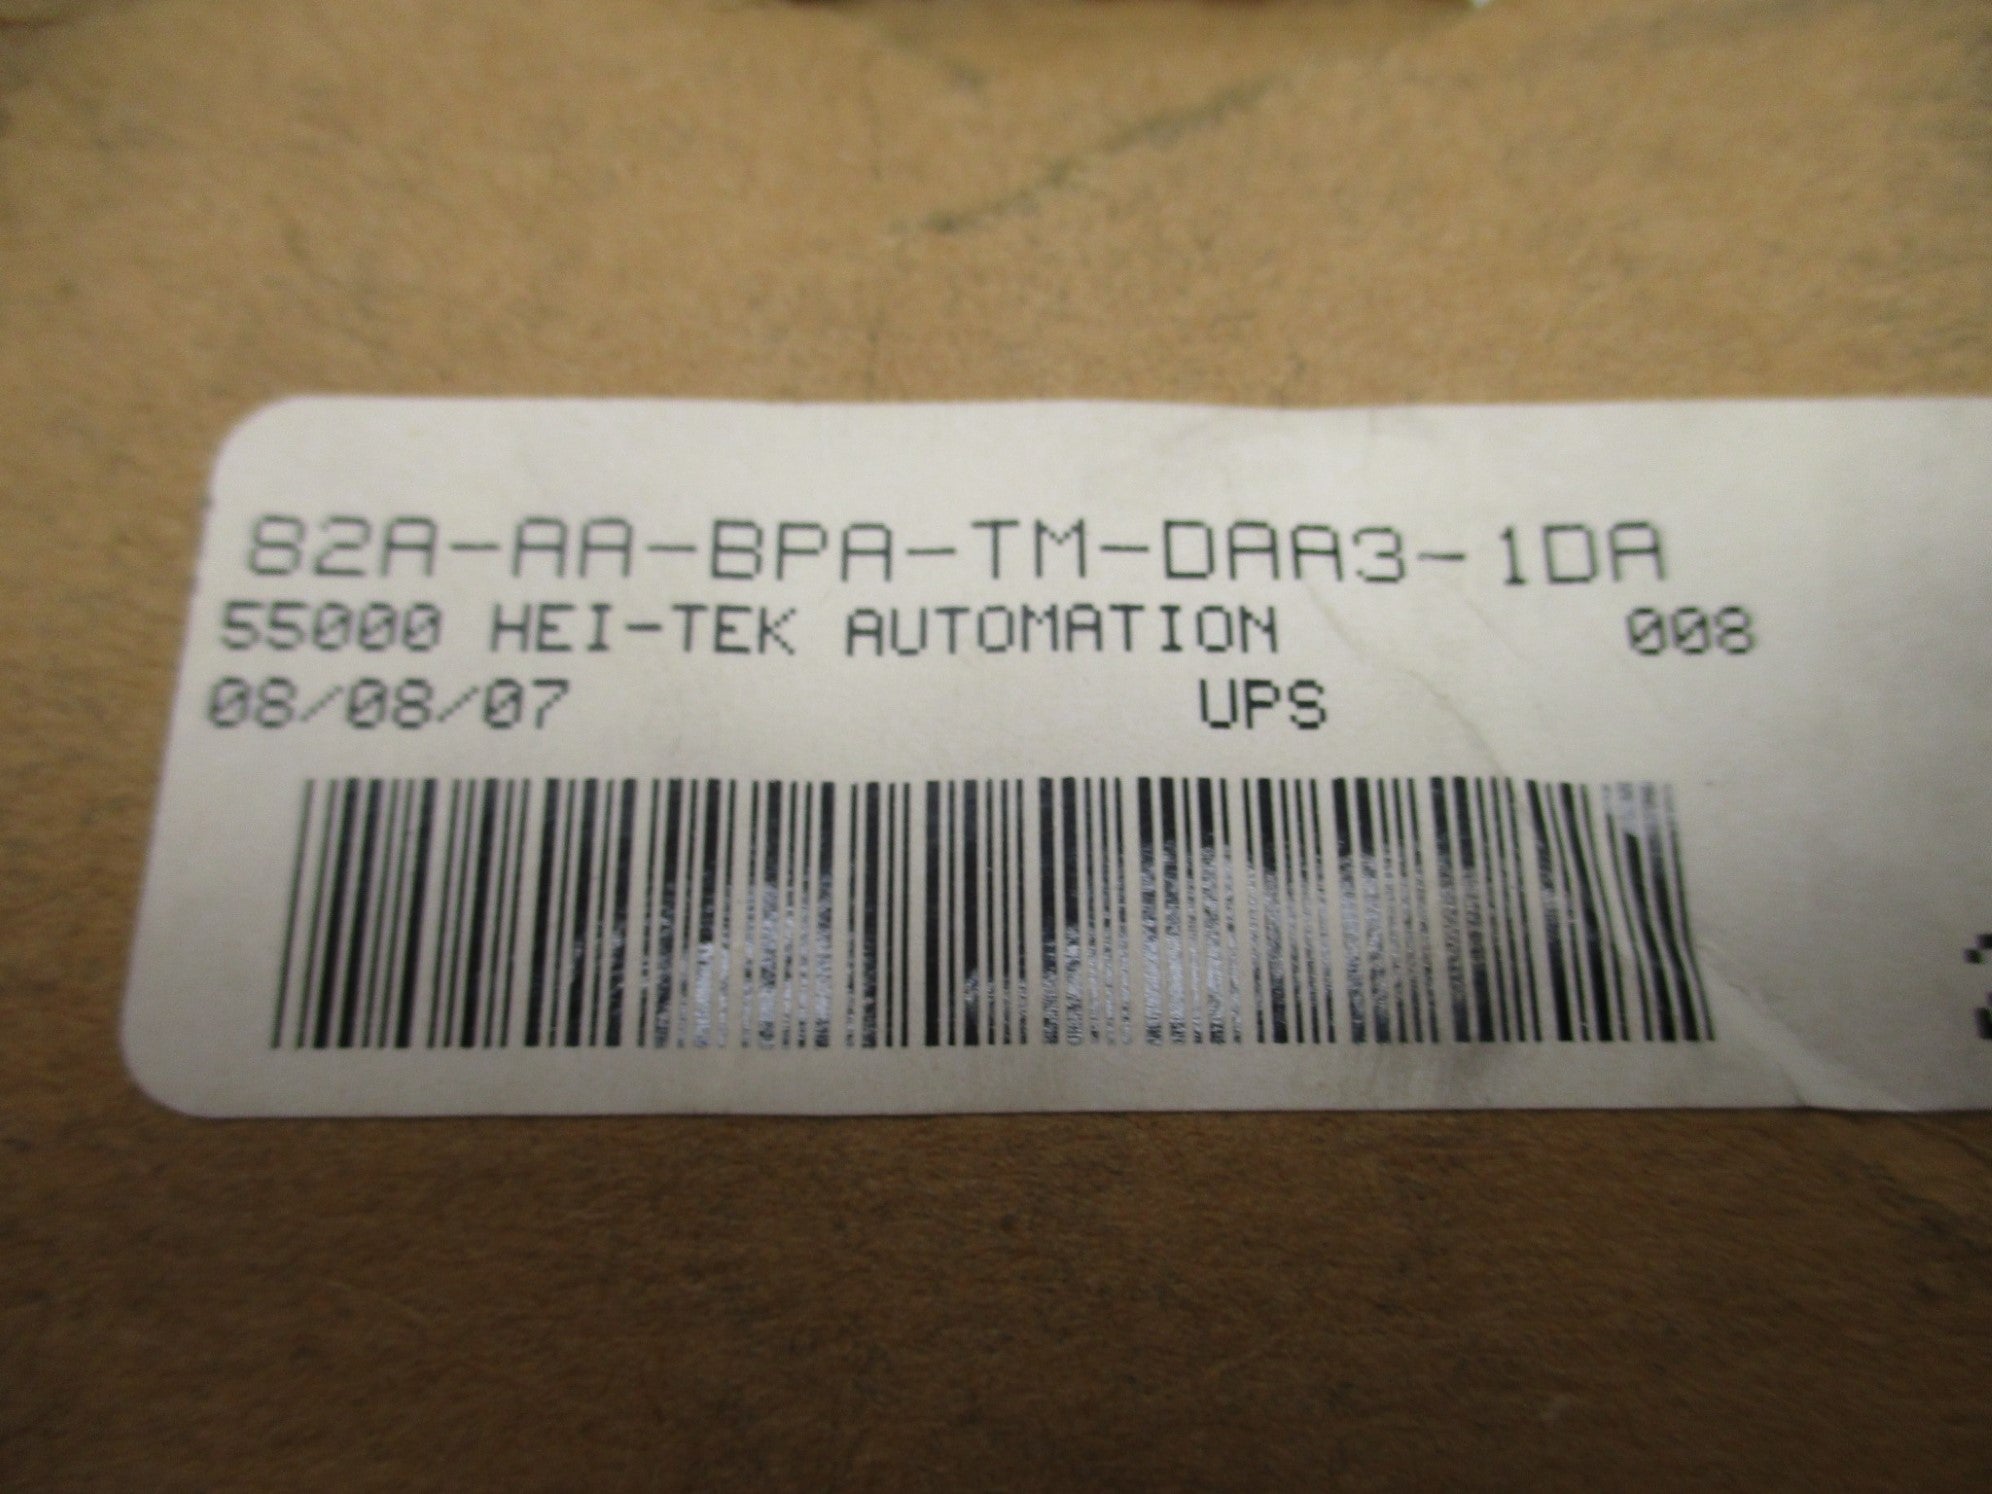 82A-AA-BPA-TM-DAA3-1DA
55000 HEI-TEK AUTOMATION 008
08/08/07 UPS